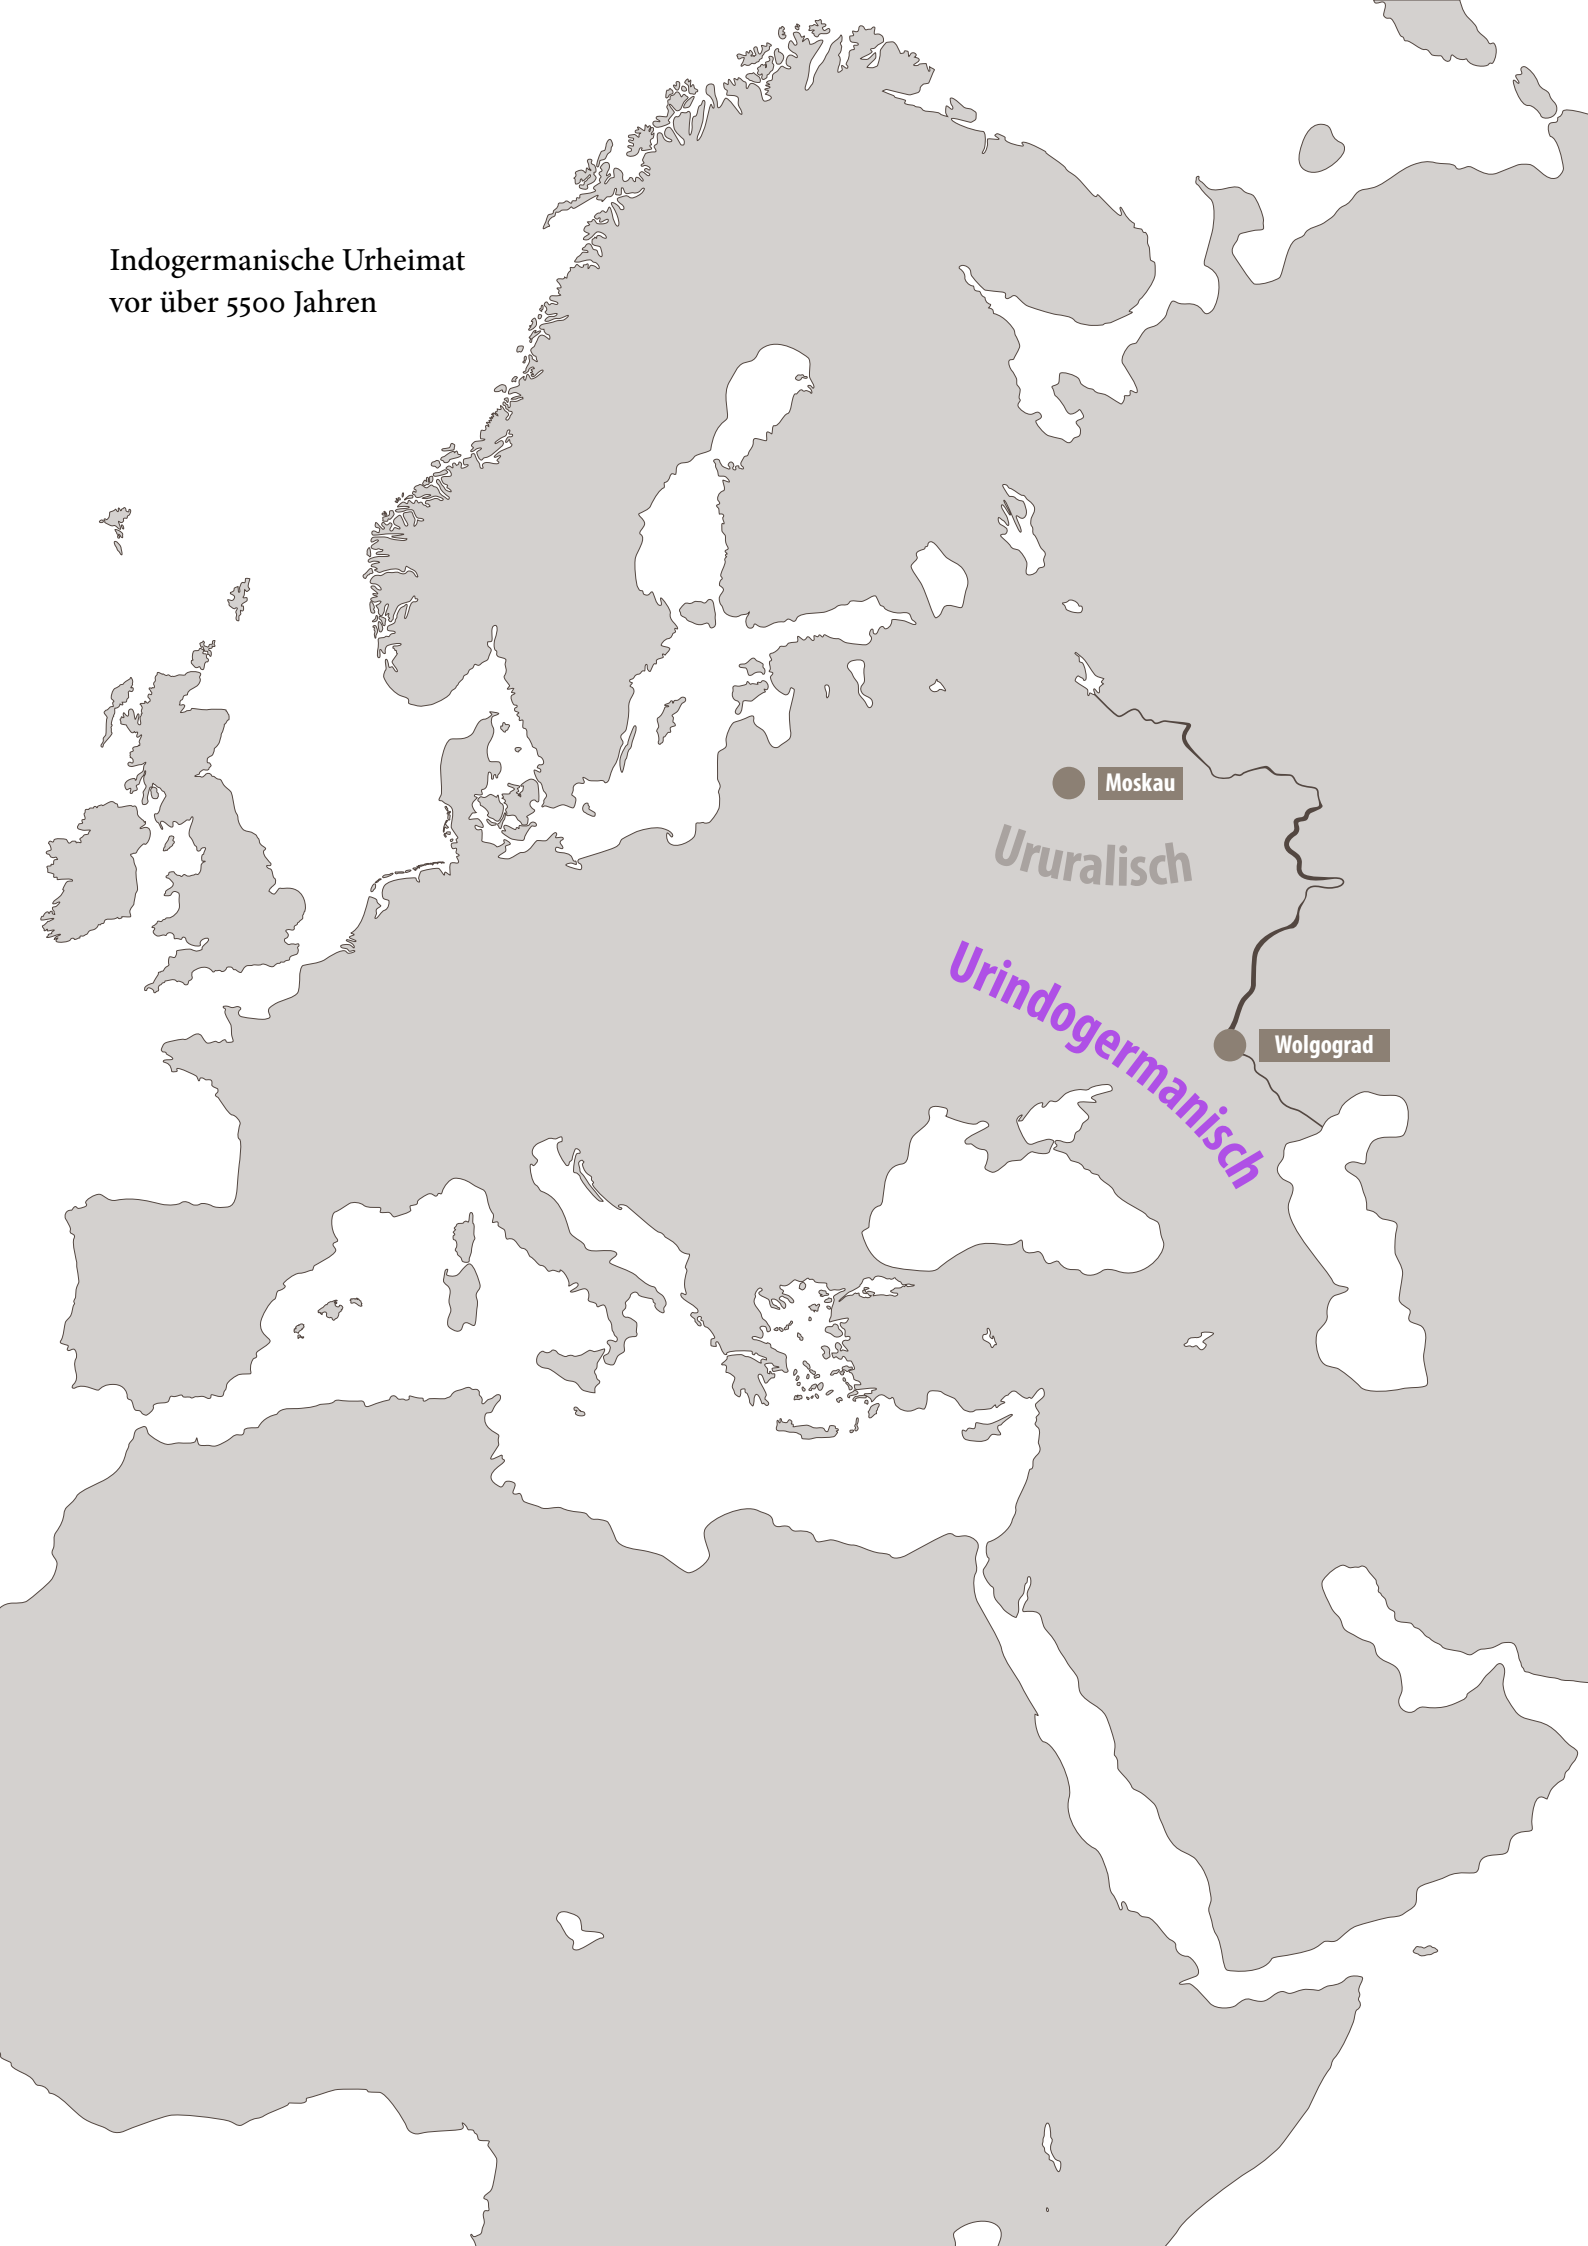 Indogermanische Urheimat
vor über 5500 Jahren
Moskau
Ururalisch
Urindogermanisch
Wolgograd